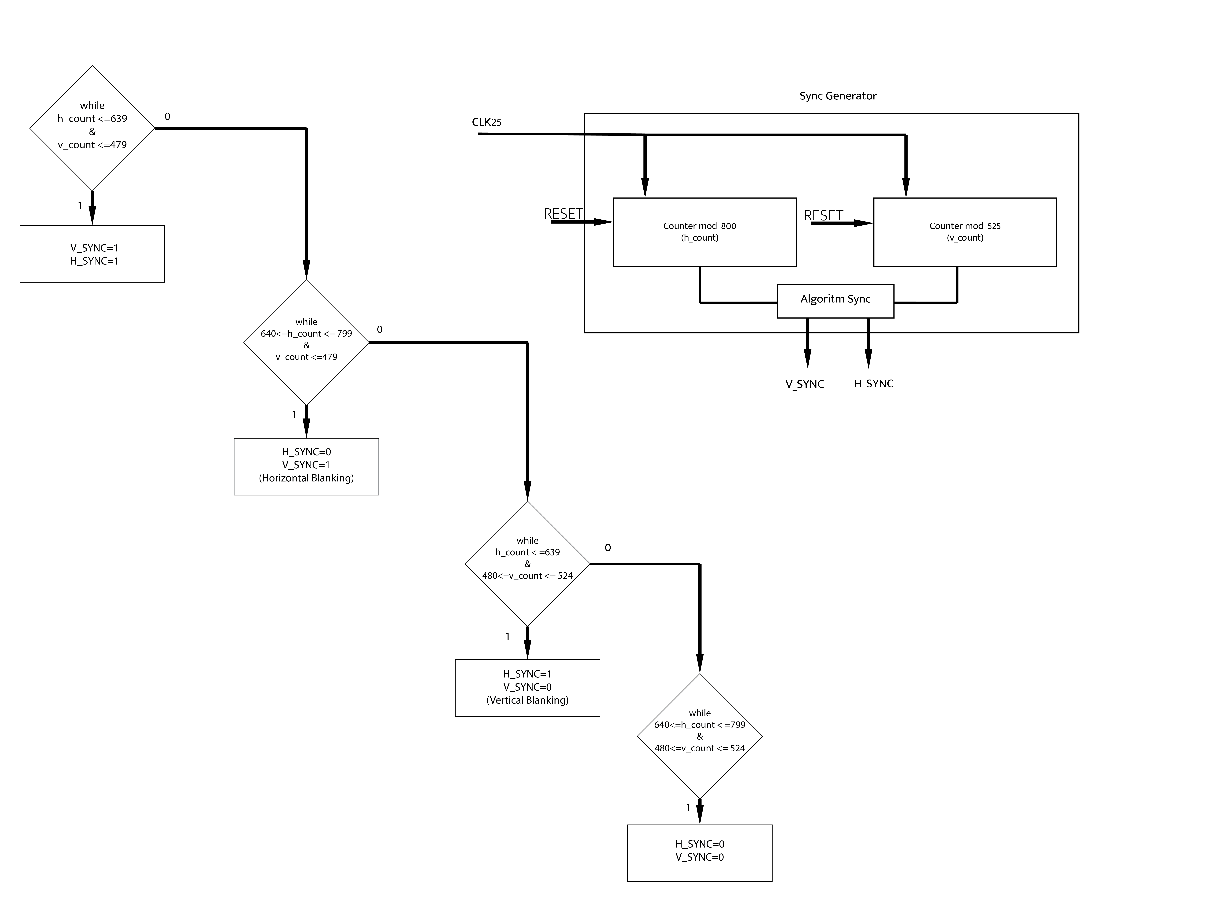 while
h_count <=639
&
v_count <=479
0
1
V_SYNC=1
H_SYNC=1
while
640<=h_count <= 799
&
v_count <=479
0
1
H_SYNC=0
V_SYNC=1
(Horizontal Blanking)
while
h_count < =639
&
480<=v_count <= 524
0
1
H_SYNC=1
V_SYNC=0
(Vertical Blanking)
while
640<=h_count < =799
&
480<=v_count <= 524
1
H_SYNC=0
V_SYNC=0
Sync Generator
CLK25
RESET
Counter mod 800
(h_count)
RESET
Counter mod 525
(v_count)
Algoritm Sync
V_SYNC
H_SYNC